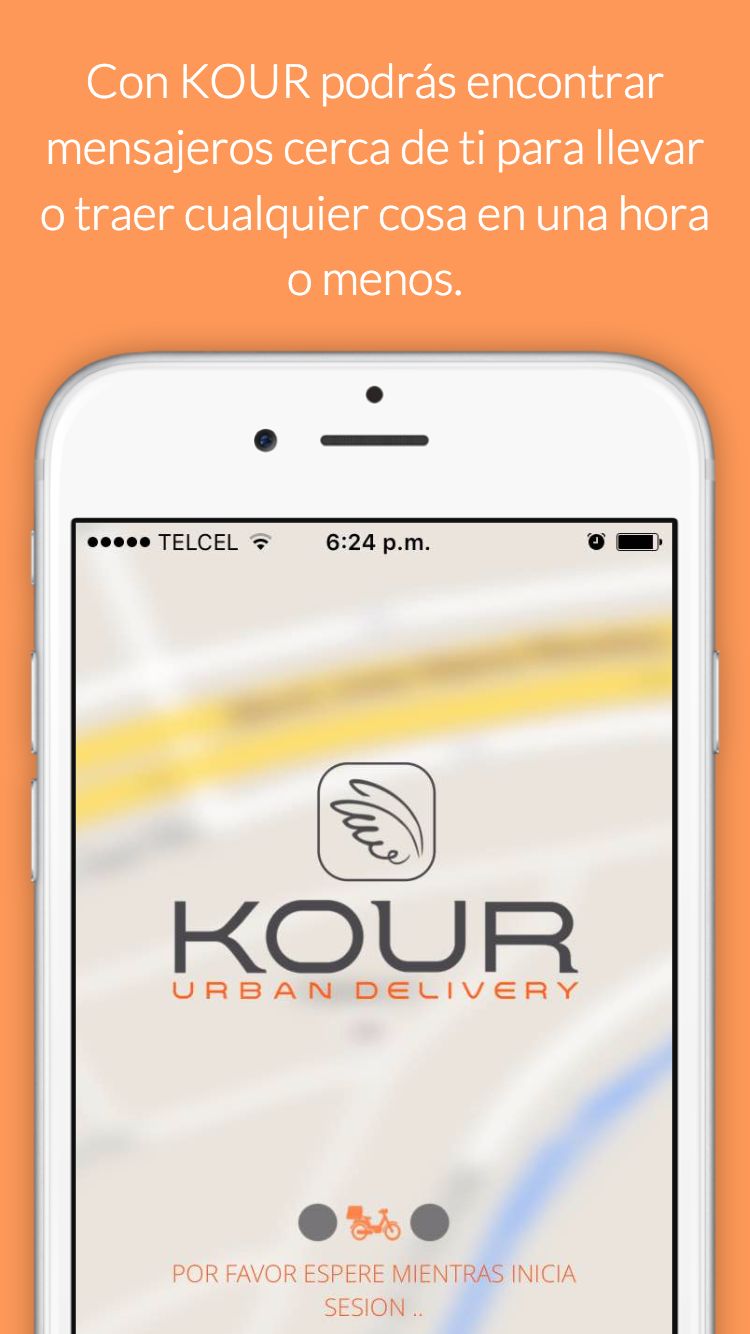 Con KOUR podrás encontrar
mensajeros cerca de ti para llevar
o traer cualquier cosa en una hora
o menos.
TELCEL 6:24 p.m.
KOUR
URBAN DELIVERY
POR FAVOR ESPERE MIENTRAS INICIA
SESION ..